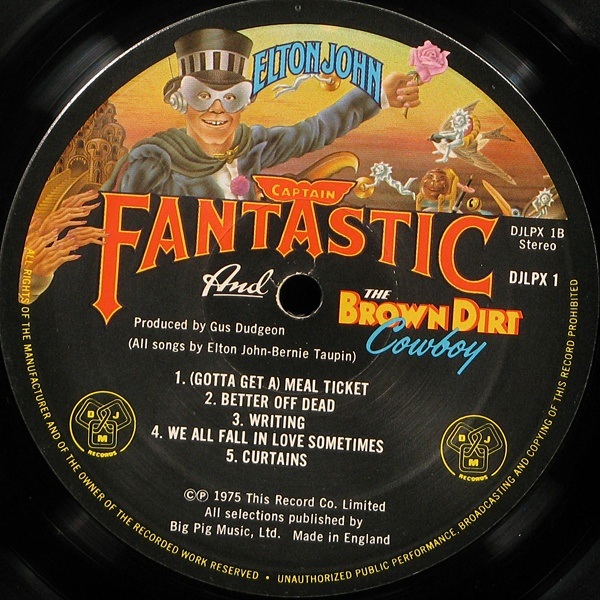 ELTON JOHN
CAPTAIN
FANTASTIC
And
THE
BROWN DIRT
Cowboy
DJLPX 1B
Stereo
DJLPX 1
Produced by Gus Dudgeon
(All songs by Elton John-Bernie Taupin)
1. (GOTTA GET A) MEAL TICKET
2. BETTER OFF DEAD
3. WRITING
4. WE ALL FALL IN LOVE SOMETIMES
5. CURTAINS
DJM
RECORDS
DJM
RECORDS
©Ⓟ 1975 This Record Co. Limited
All selections published by
Big Pig Music, Ltd. Made in England
ALL RIGHTS OF THE MANUFACTURER AND OF THE OWNER OF THE RECORDED WORK RESERVED • UNAUTHORIZED PUBLIC PERFORMANCE, BROADCASTING AND COPYING OF THIS RECORD PROHIBITED